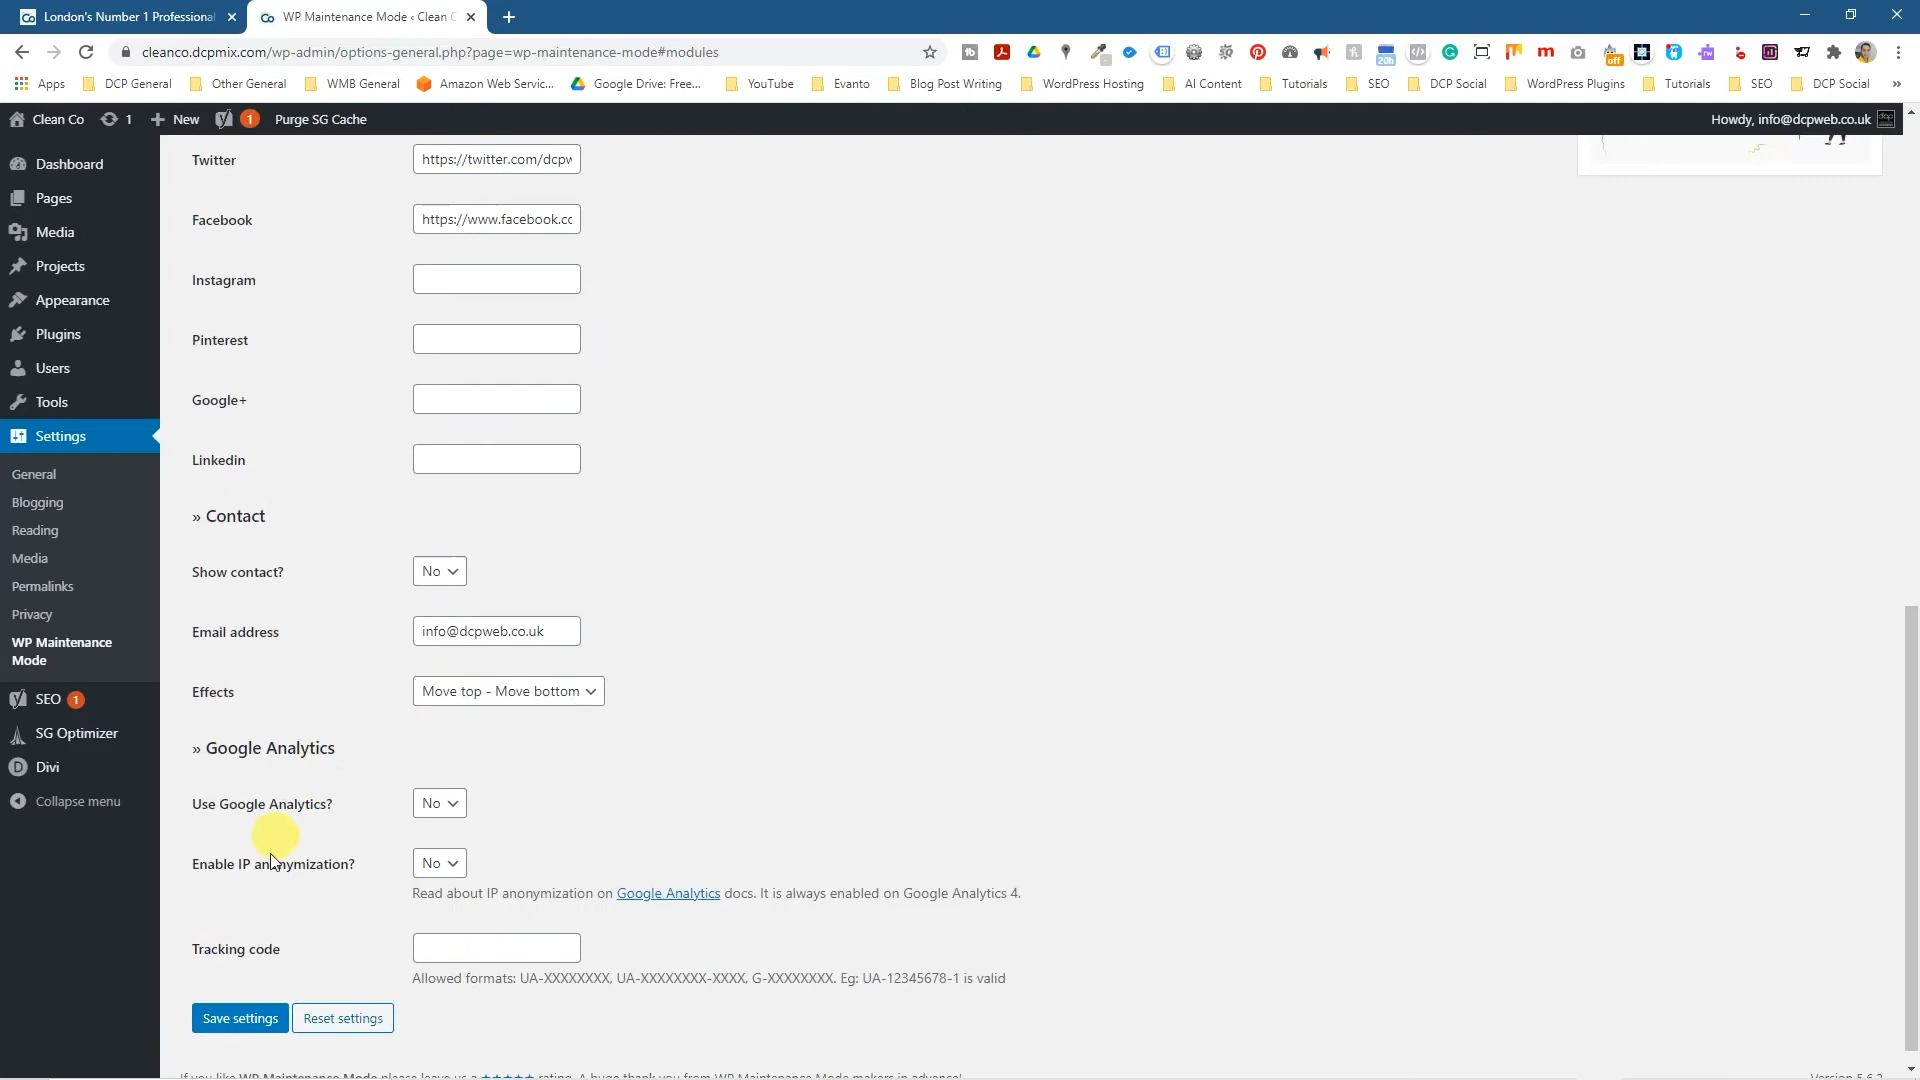 London's Number 1 Professional
WP Maintenance Mode ‹ Clean C
cleanco.dcpmix.com/wp-admin/options-general.php?page=wp-maintenance-mode#modules
20h
off
Apps
DCP General
Other General
WMB General
Amazon Web Servic...
Google Drive: Free...
YouTube
Evanto
Blog Post Writing
WordPress Hosting
AI Content
Tutorials
SEO
DCP Social
WordPress Plugins
Tutorials
SEO
DCP Social
»
Clean Co
1
New
1
Purge SG Cache
Howdy, info@dcpweb.co.uk
Dashboard
Pages
Media
Projects
Appearance
Plugins
Users
Tools
Settings
General
Blogging
Reading
Media
Permalinks
Privacy
WP Maintenance
Mode
SEO 1
SG Optimizer
Divi
Collapse menu
Twitter
https://twitter.com/dcpw
Facebook
https://www.facebook.cc
Instagram
Pinterest
Google+
Linkedin
» Contact
Show contact?
No
Email address
info@dcpweb.co.uk
Effects
Move top - Move bottom
» Google Analytics
Use Google Analytics?
No
Enable IP anonymization?
No
Read about IP anonymization on Google Analytics docs. It is always enabled on Google Analytics 4.
Tracking code
Allowed formats: UA-XXXXXXXX, UA-XXXXXXXX-XXXX, G-XXXXXXXX. Eg: UA-12345678-1 is valid
Save settings
Reset settings
If you like WP Maintenance Mode please leave us a ★★★★★ rating. A huge thank you from WP Maintenance Mode makers in advance!
Version 5.6.2